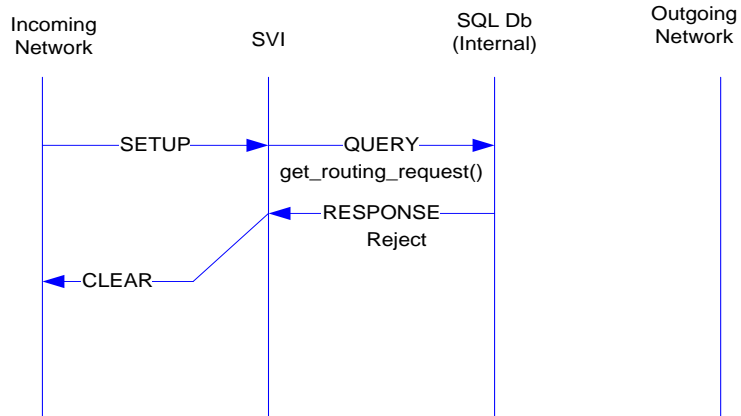 Incoming
Network
SVI
SQL Db
(Internal)
Outgoing
Network
SETUP
QUERY
get_routing_request()
RESPONSE
Reject
CLEAR